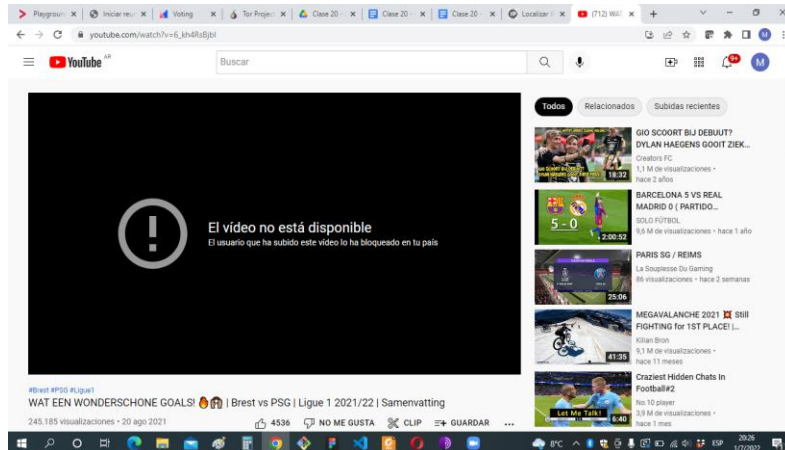 Playgroun
Iniciar reu
Voting
Tor Project
Clase 20 -
Clase 20 -
Clase 20 -
Localizar
(712) WAT
youtube.com/watch?v=6_kh4RsBjbI
YouTube AR
Buscar
9+
M
El vídeo no está disponible
El usuario que ha subido este vídeo lo ha bloqueado en tu país
#Brest #PSG #Ligue1
WAT EEN WONDERSCHONE GOALS! 🔥🙈 | Brest vs PSG | Ligue 1 2021/22 | Samenvatting
245.185 visualizaciones • 20 ago 2021
4536 NO ME GUSTA CLIP GUARDAR ...
Todos Relacionados Subidas recientes
18:32
GIO SCOORT BIJ DEBUUT?
DYLAN HAEGENS GOOIT ZIEK...
Creators FC
1,1 M de visualizaciones •
hace 2 años
5 - 0
2:00:52
BARCELONA 5 VS REAL
MADRID 0 ( PARTIDO...
SOLO FÚTBOL
9,6 M de visualizaciones • hace 1 año
25:06
PARIS SG / REIMS
La Souplesse Du Gaming
86 visualizaciones • hace 2 semanas
41:35
MEGAVALANCHE 2021 💥 Still
FIGHTING for 1ST PLACE! |...
Kilian Bron
9,1 M de visualizaciones •
hace 11 meses
Let Me Talk!
6:40
Craziest Hidden Chats In
Football#2
No.10 player
3,9 M de visualizaciones •
hace 1 mes
8°C
ESP
20:26
3/7/2022